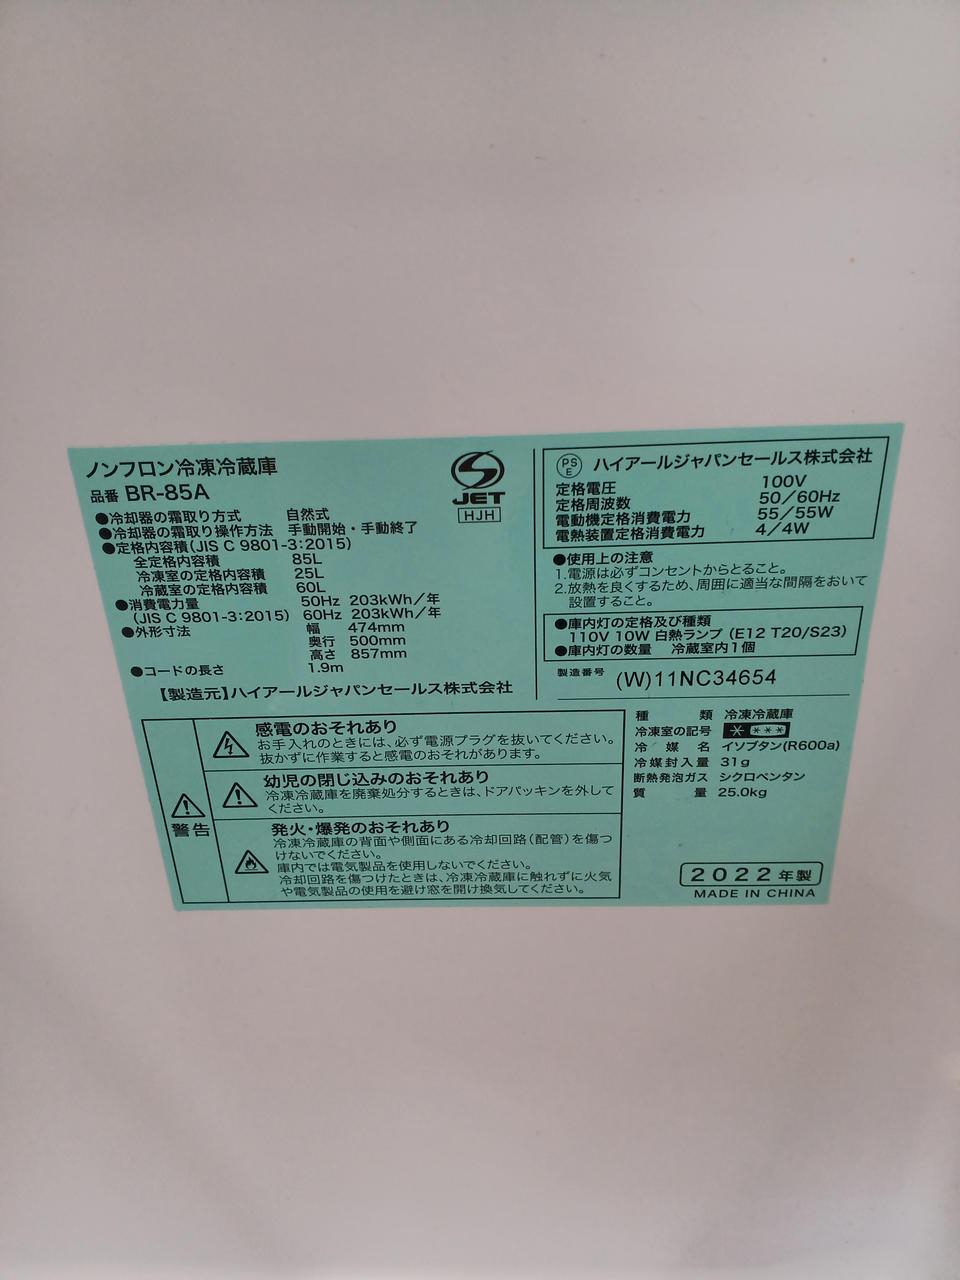 ノンフロン冷凍冷蔵庫
品番 BR-85A
JET
HJH
●冷却器の霜取り方式 自然式
●冷却器の霜取り操作方法 手動開始・手動終了
●定格内容積(JIS C 9801-3:2015)
全定格内容積 85L
冷凍室の定格内容積 25L
冷蔵室の定格内容積 60L
●消費電力量 50Hz 203kWh/年
(JIS C 9801-3:2015) 60Hz 203kWh/年
●外形寸法 幅 474mm
奥行 500mm
高さ 857mm
●コードの長さ 1.9m
【製造元】ハイアールジャパンセールス株式会社
PS
E
ハイアールジャパンセールス株式会社
定格電圧 100V
定格周波数 50/60Hz
電動機定格消費電力 55/55W
電熱装置定格消費電力 4/4W
●使用上の注意
1.電源は必ずコンセントからとること。
2.放熱を良くするため、周囲に適当な間隔をおいて
設置すること。
●庫内灯の定格及び種類
110V 10W 白熱ランプ (E12 T20/S23)
●庫内灯の数量 冷蔵室内1個
製造番号 (W)11NC34654
警告
感電のおそれあり
お手入れのときには、必ず電源プラグを抜いてください。
抜かずに作業すると感電のおそれがあります。
幼児の閉じ込みのおそれあり
冷凍冷蔵庫を廃棄処分するときは、ドアパッキンを外して
ください。
発火・爆発のおそれあり
冷凍冷蔵庫の背面や側面にある冷却回路(配管)を傷つ
けないでください。
庫内では電気製品を使用しないでください。
冷却回路を傷つけたときは、冷凍冷蔵庫に触れずに火気
や電気製品の使用を避け窓を開け換気してください。
種類 冷凍冷蔵庫
冷凍室の記号 * ***
冷媒名 イソブタン(R600a)
冷媒封入量 31g
断熱発泡ガス シクロペンタン
質量 25.0kg
2022年製
MADE IN CHINA